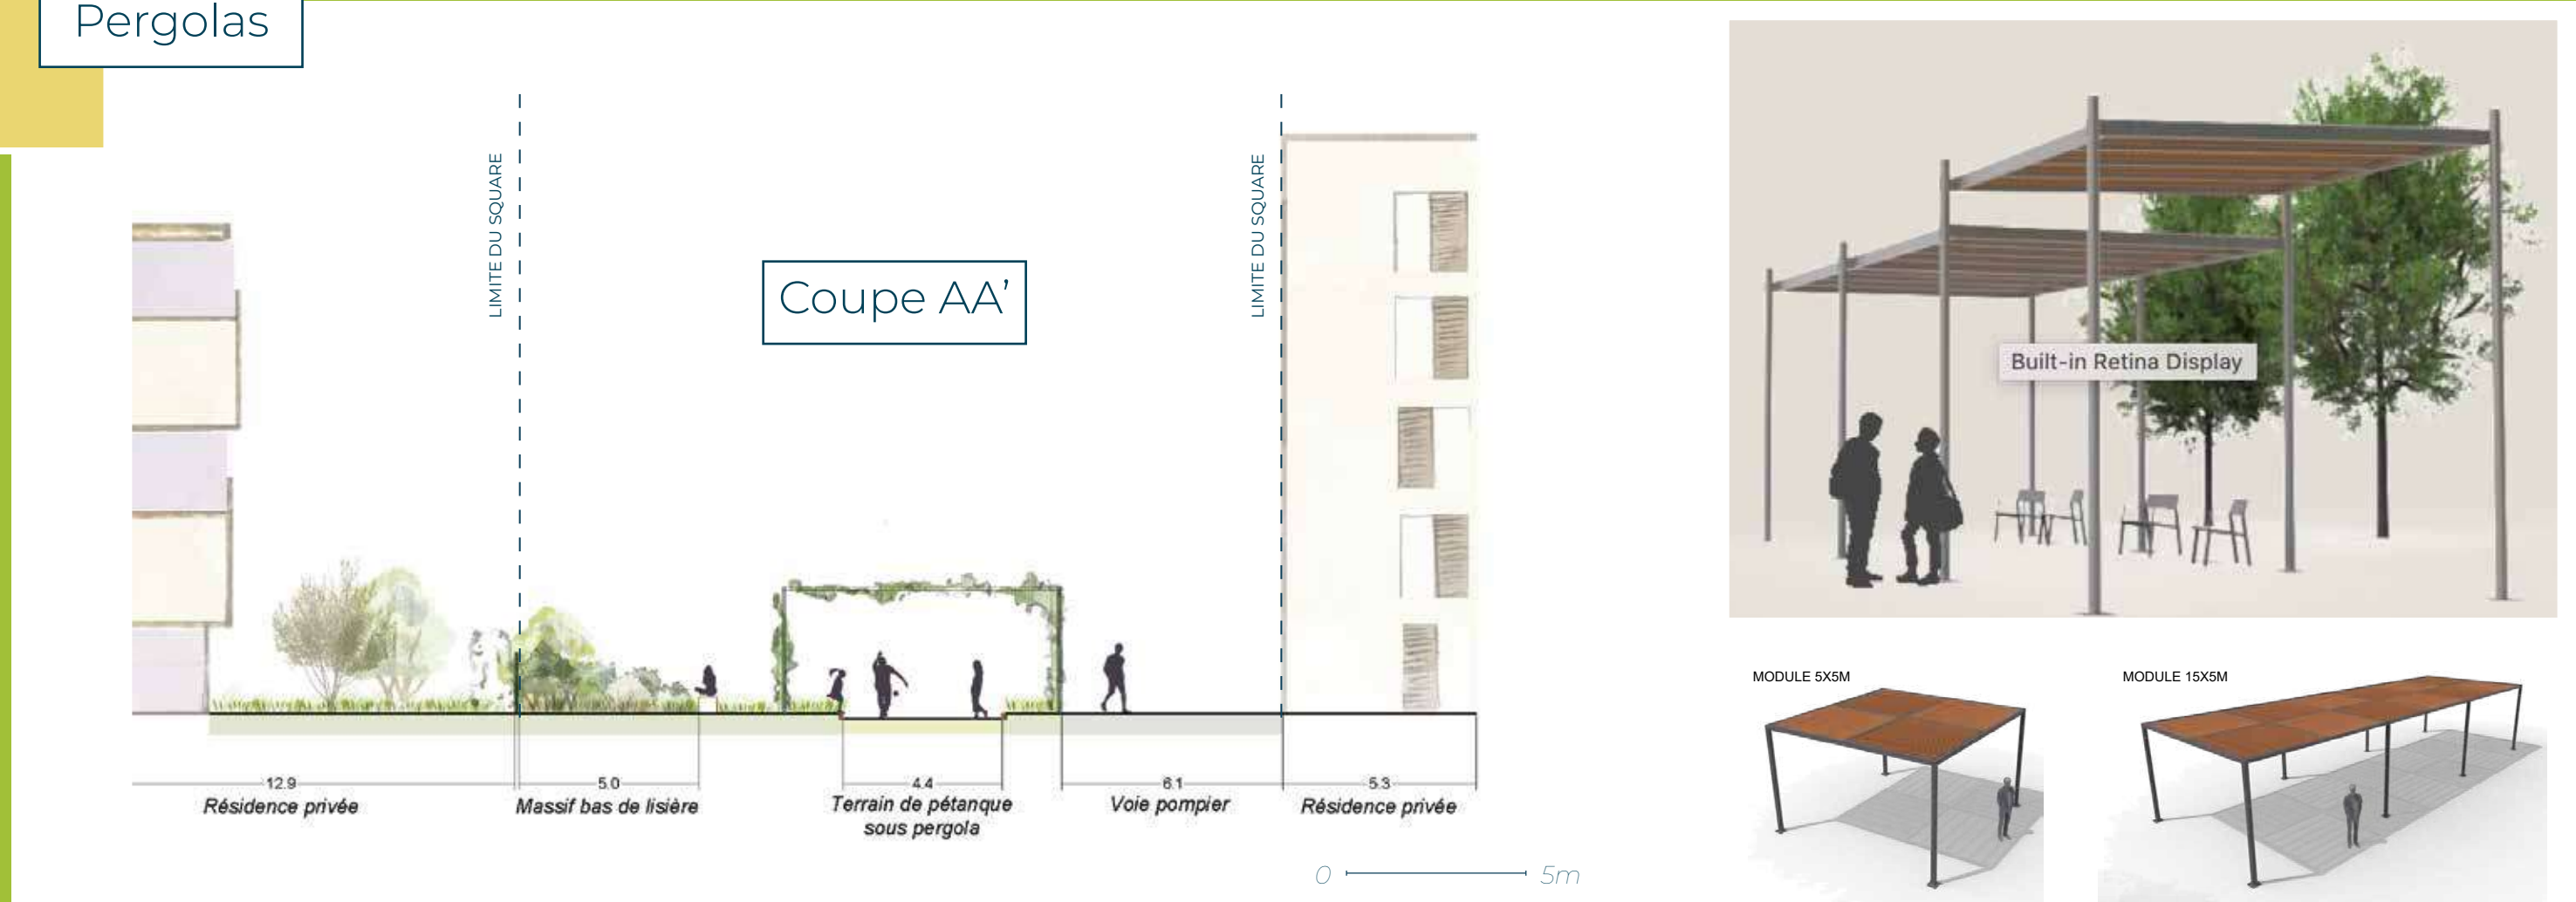 Pergolas
LIMITE DU SQUARE
LIMITE DU SQUARE
Coupe AA’
12.9
5.0
4.4
6.1
5.3
Résidence privée
Massif bas de lisière
Terrain de pétanque
sous pergola
Voie pompier
Résidence privée
0
5m
Built-in Retina Display
MODULE 5X5M
MODULE 15X5M